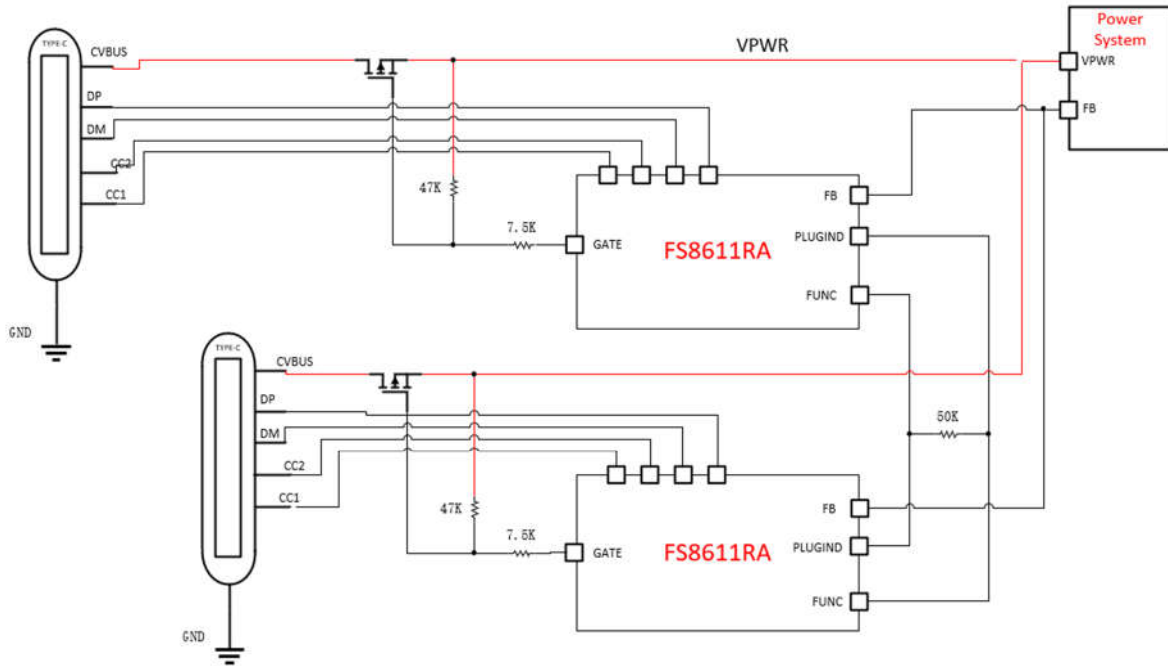 TYPE-C
CVBUS
DP
DM
CC2
CC1
GND
VPWR
Power
System
VPWR
FB
47K
7.5K
GATE
FS8611RA
FB
PLUGIND
FUNC
TYPE-C
CVBUS
DP
DM
CC2
CC1
GND
50K
47K
7.5K
GATE
FS8611RA
FB
PLUGIND
FUNC